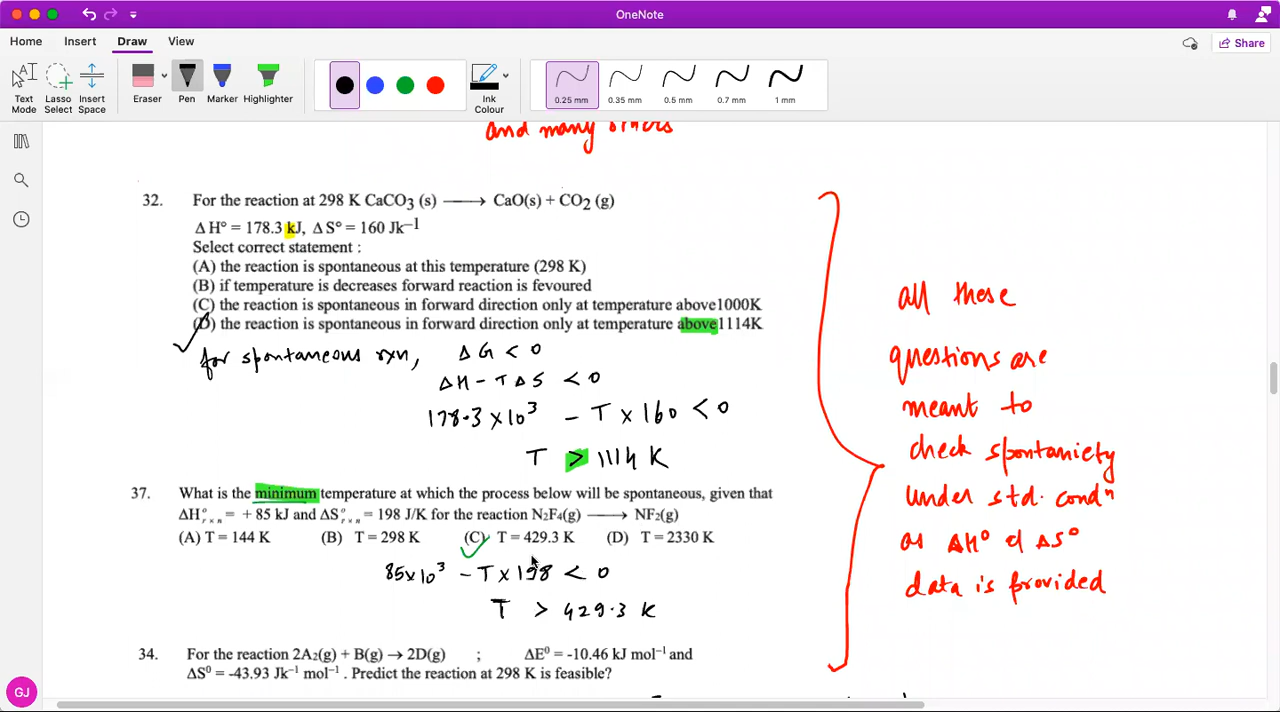 OneNote
Home Insert Draw View
Share
Text Mode
Lasso Select
Insert Space
Eraser
Pen
Marker
Highlighter
Ink Colour
0.25 mm
0.35 mm
0.5 mm
0.7 mm
1 mm
and many others
32. For the reaction at 298 K CaCO₃ (s) ⟶ CaO(s) + CO₂ (g)
Δ H° = 178.3 kJ, Δ S° = 160 Jk⁻¹
Select correct statement :
(A) the reaction is spontaneous at this temperature (298 K)
(B) if temperature is decreases forward reaction is fevoured
(C) the reaction is spontaneous in forward direction only at temperature above1000K
(D) the reaction is spontaneous in forward direction only at temperature above1114K
for spontaneous rxn, ΔG < 0
ΔH - TΔS < 0
178.3 × 10³ - T × 160 < 0
T > 1114 K
37. What is the minimum temperature at which the process below will be spontaneous, given that
ΔH°r×n = + 85 kJ and ΔS°r×n = 198 J/K for the reaction N₂F₄(g) ⟶ NF₂(g)
(A) T = 144 K (B) T = 298 K (C) T = 429.3 K (D) T = 2330 K
85×10³ - T × 198 < 0
T > 429.3 K
34. For the reaction 2A₂(g) + B(g) → 2D(g) ; ΔE⁰ = -10.46 kJ mol⁻¹ and
ΔS⁰ = -43.93 Jk⁻¹ mol⁻¹ . Predict the reaction at 298 K is feasible?
all these
questions are
meant to
check spontaniety
under std. condⁿ
as ΔH° & ΔS°
data is provided
GJ